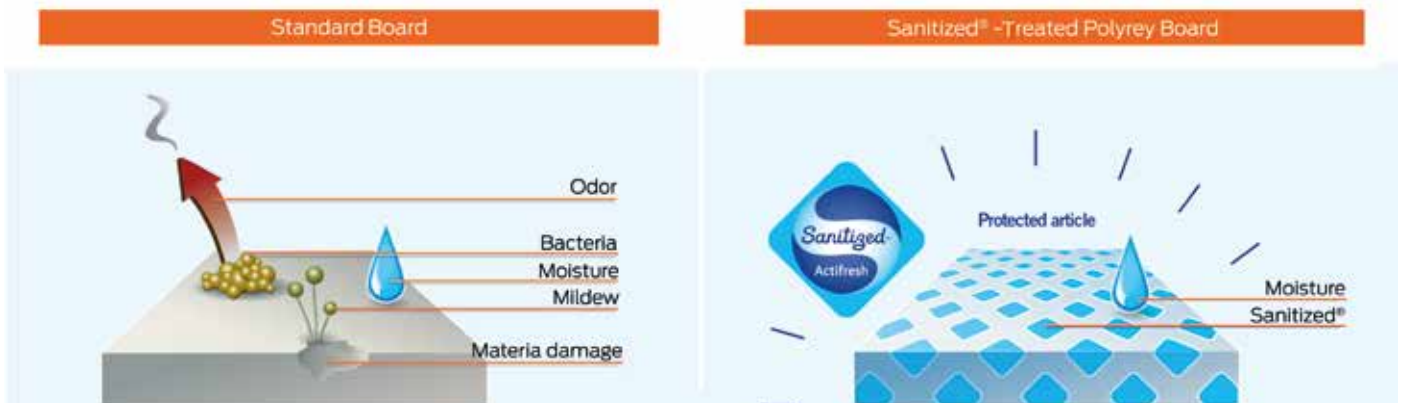 Standard Board
Odor
Bacteria
Moisture
Mildew
Materia damage
Sanitized® -Treated Polyrey Board
Protected article
Sanitized
Actifresh
Moisture
Sanitized®